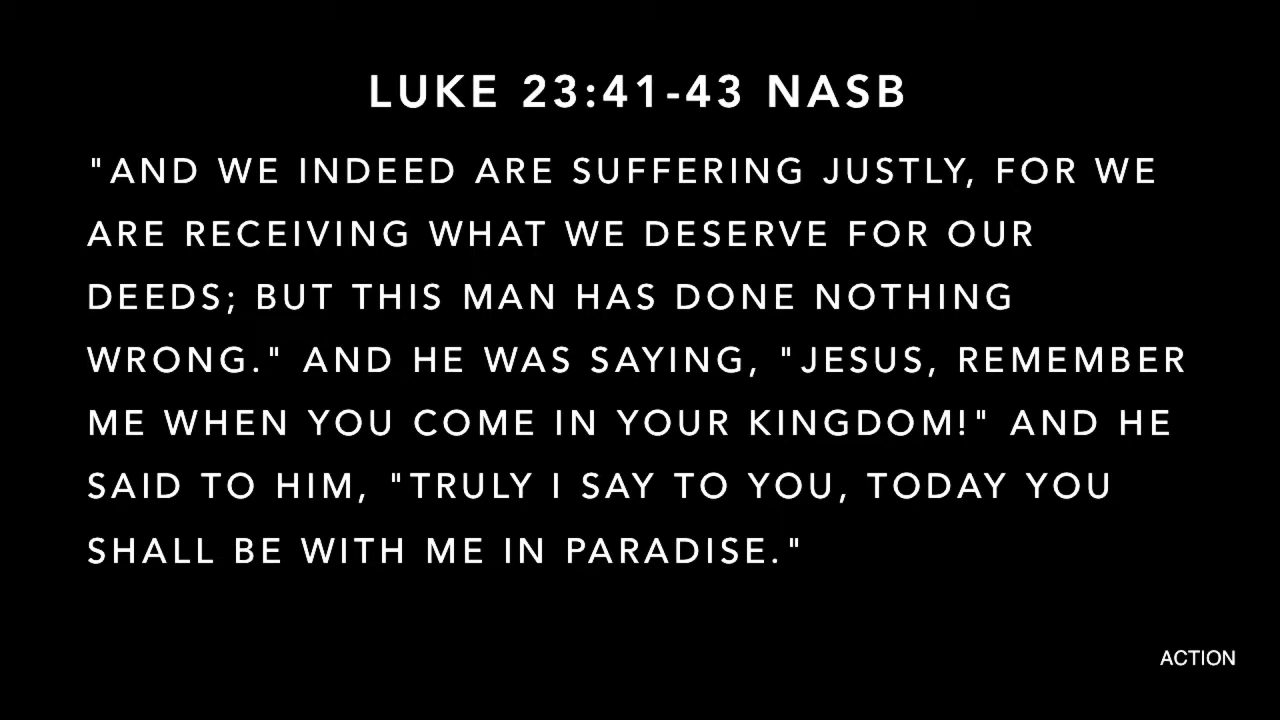 LUKE 23:41-43 NASB
"AND WE INDEED ARE SUFFERING JUSTLY, FOR WE
ARE RECEIVING WHAT WE DESERVE FOR OUR
DEEDS; BUT THIS MAN HAS DONE NOTHING
WRONG." AND HE WAS SAYING, "JESUS, REMEMBER
ME WHEN YOU COME IN YOUR KINGDOM!" AND HE
SAID TO HIM, "TRULY I SAY TO YOU, TODAY YOU
SHALL BE WITH ME IN PARADISE."
ACTION